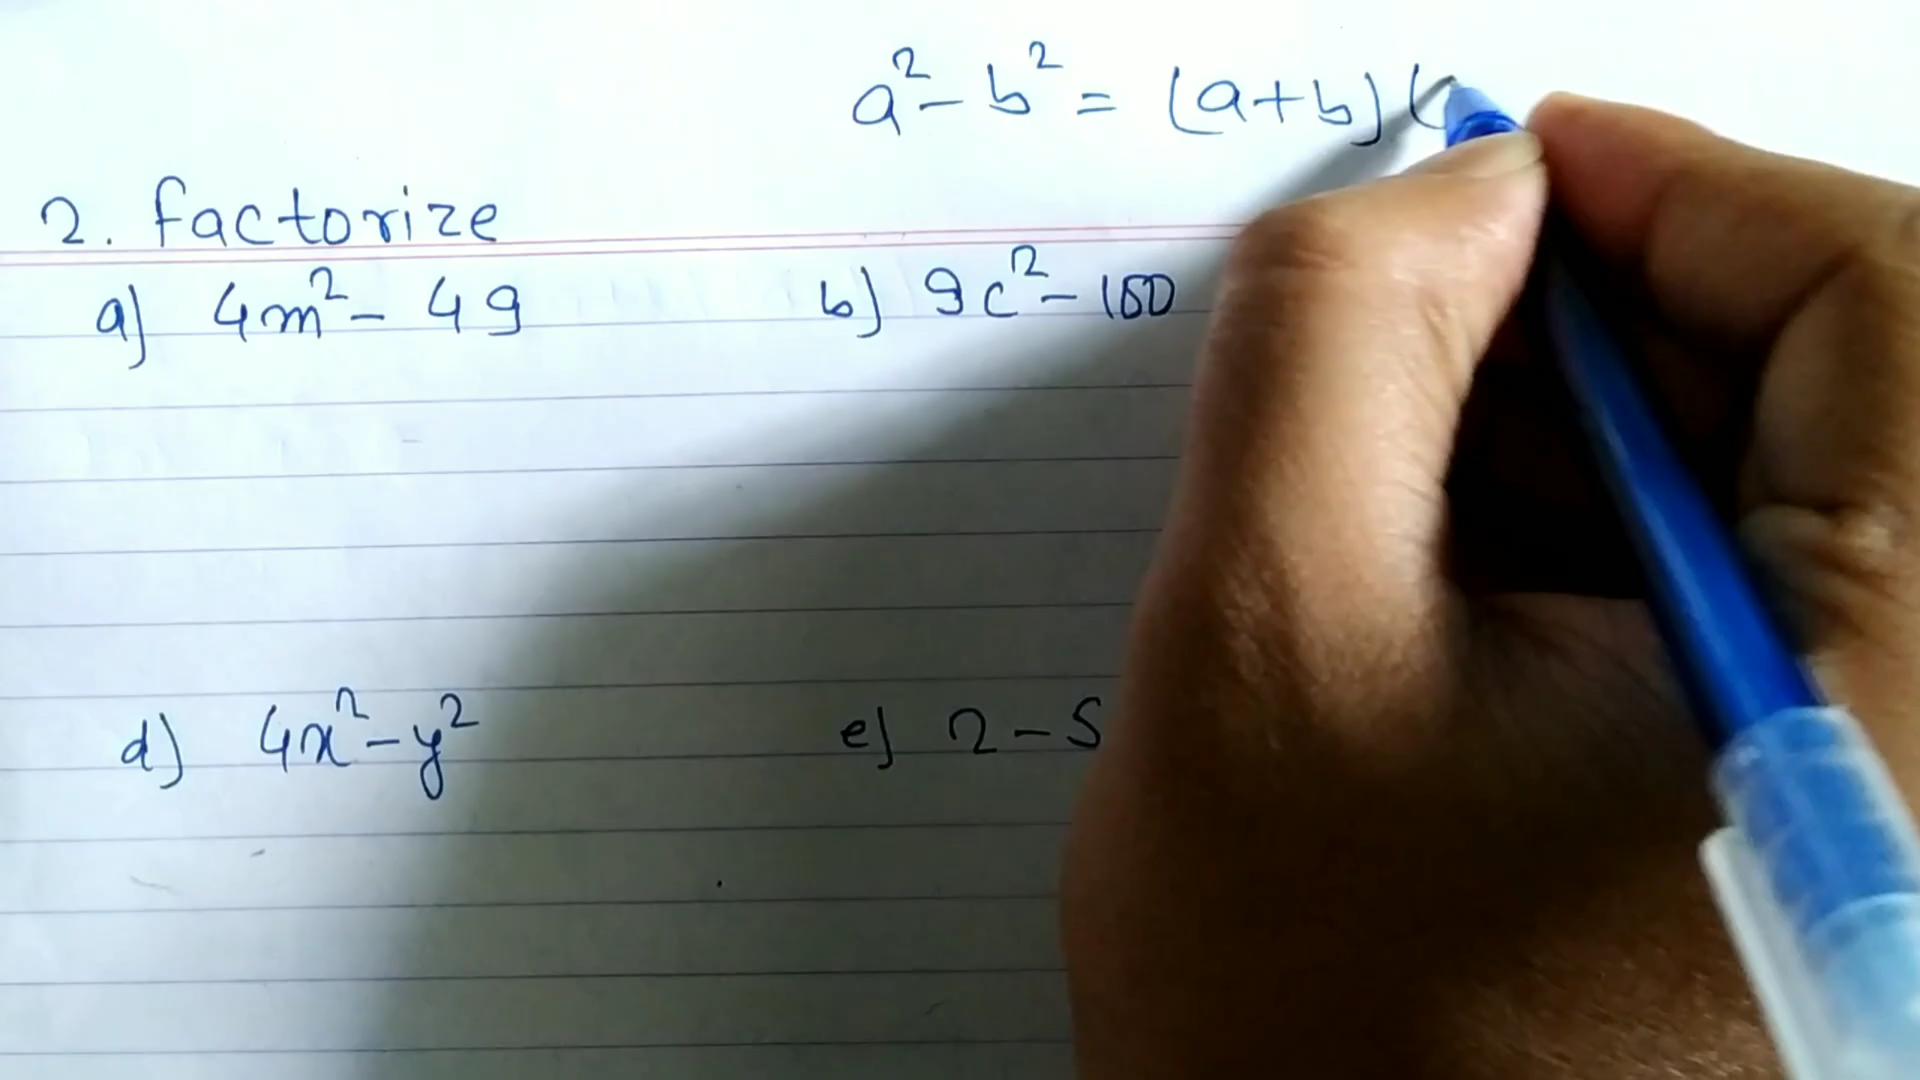 a² - b² = (a+b) (
2. factorize
a) 4m² - 49
b) 9c² - 100
d) 4x² - y²
e) 2 - 5